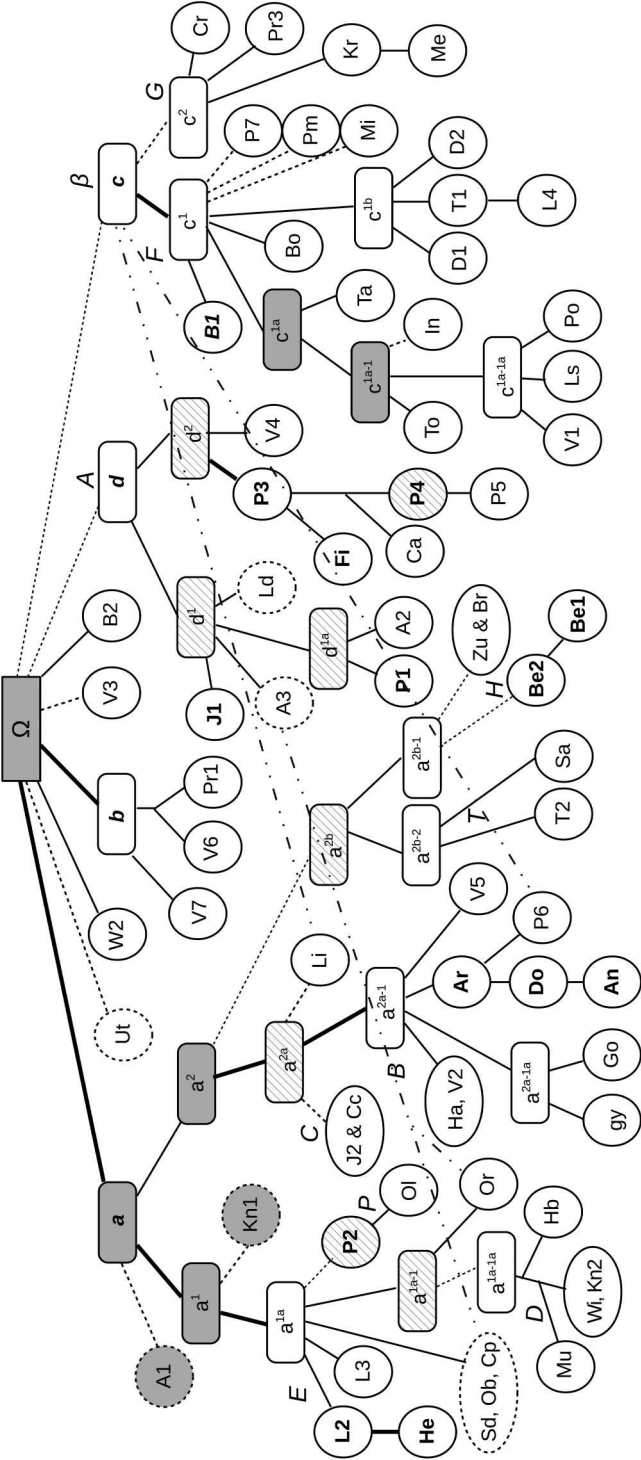 Ω
Ut
W2
b
V3
B2
V7
V6
Pr1
a
A1
a¹
Kn1
a²
a¹ᵃ
E
L2
He
L3
P2
P
Ol
a¹ᵃ⁻¹
Or
a¹ᵃ⁻¹ᵃ
D
Mu
Wi, Kn2
Hb
Sd, Ob, Cp
a²ᵃ
C
J2 & Cc
Li
a²ᵃ⁻¹
B
Ha, V2
a²ᵃ⁻¹ᵃ
gy
Go
Ar
Do
An
P6
V5
a²ᵇ
a²ᵇ⁻²
I
T2
Sa
a²ᵇ⁻¹
H
Zu & Br
Be2
Be1
A
d
d¹
J1
A3
Ld
d¹ᵃ
P1
A2
d²
P3
V4
Fi
Ca
P4
P5
β
c
F
c¹
B1
Bo
P7
Pm
Mi
c¹ᵃ
Ta
c¹ᵃ⁻¹
To
In
c¹ᵃ⁻¹ᵃ
V1
Ls
Po
c¹ᵇ
D1
T1
D2
L4
G
c²
Cr
Pr3
Kr
Me